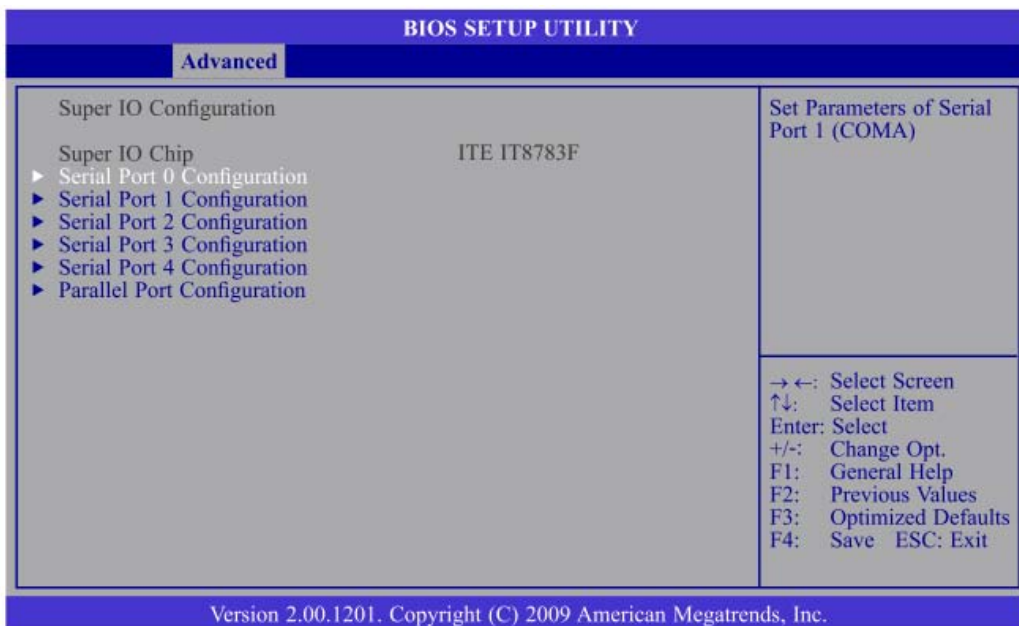 BIOS SETUP UTILITY
Advanced
Super IO Configuration
Super IO Chip ITE IT8783F
► Serial Port 0 Configuration
► Serial Port 1 Configuration
► Serial Port 2 Configuration
► Serial Port 3 Configuration
► Serial Port 4 Configuration
► Parallel Port Configuration
Set Parameters of Serial
Port 1 (COMA)
→ ←: Select Screen
↑↓: Select Item
Enter: Select
+/-: Change Opt.
F1: General Help
F2: Previous Values
F3: Optimized Defaults
F4: Save ESC: Exit
Version 2.00.1201. Copyright (C) 2009 American Megatrends, Inc.